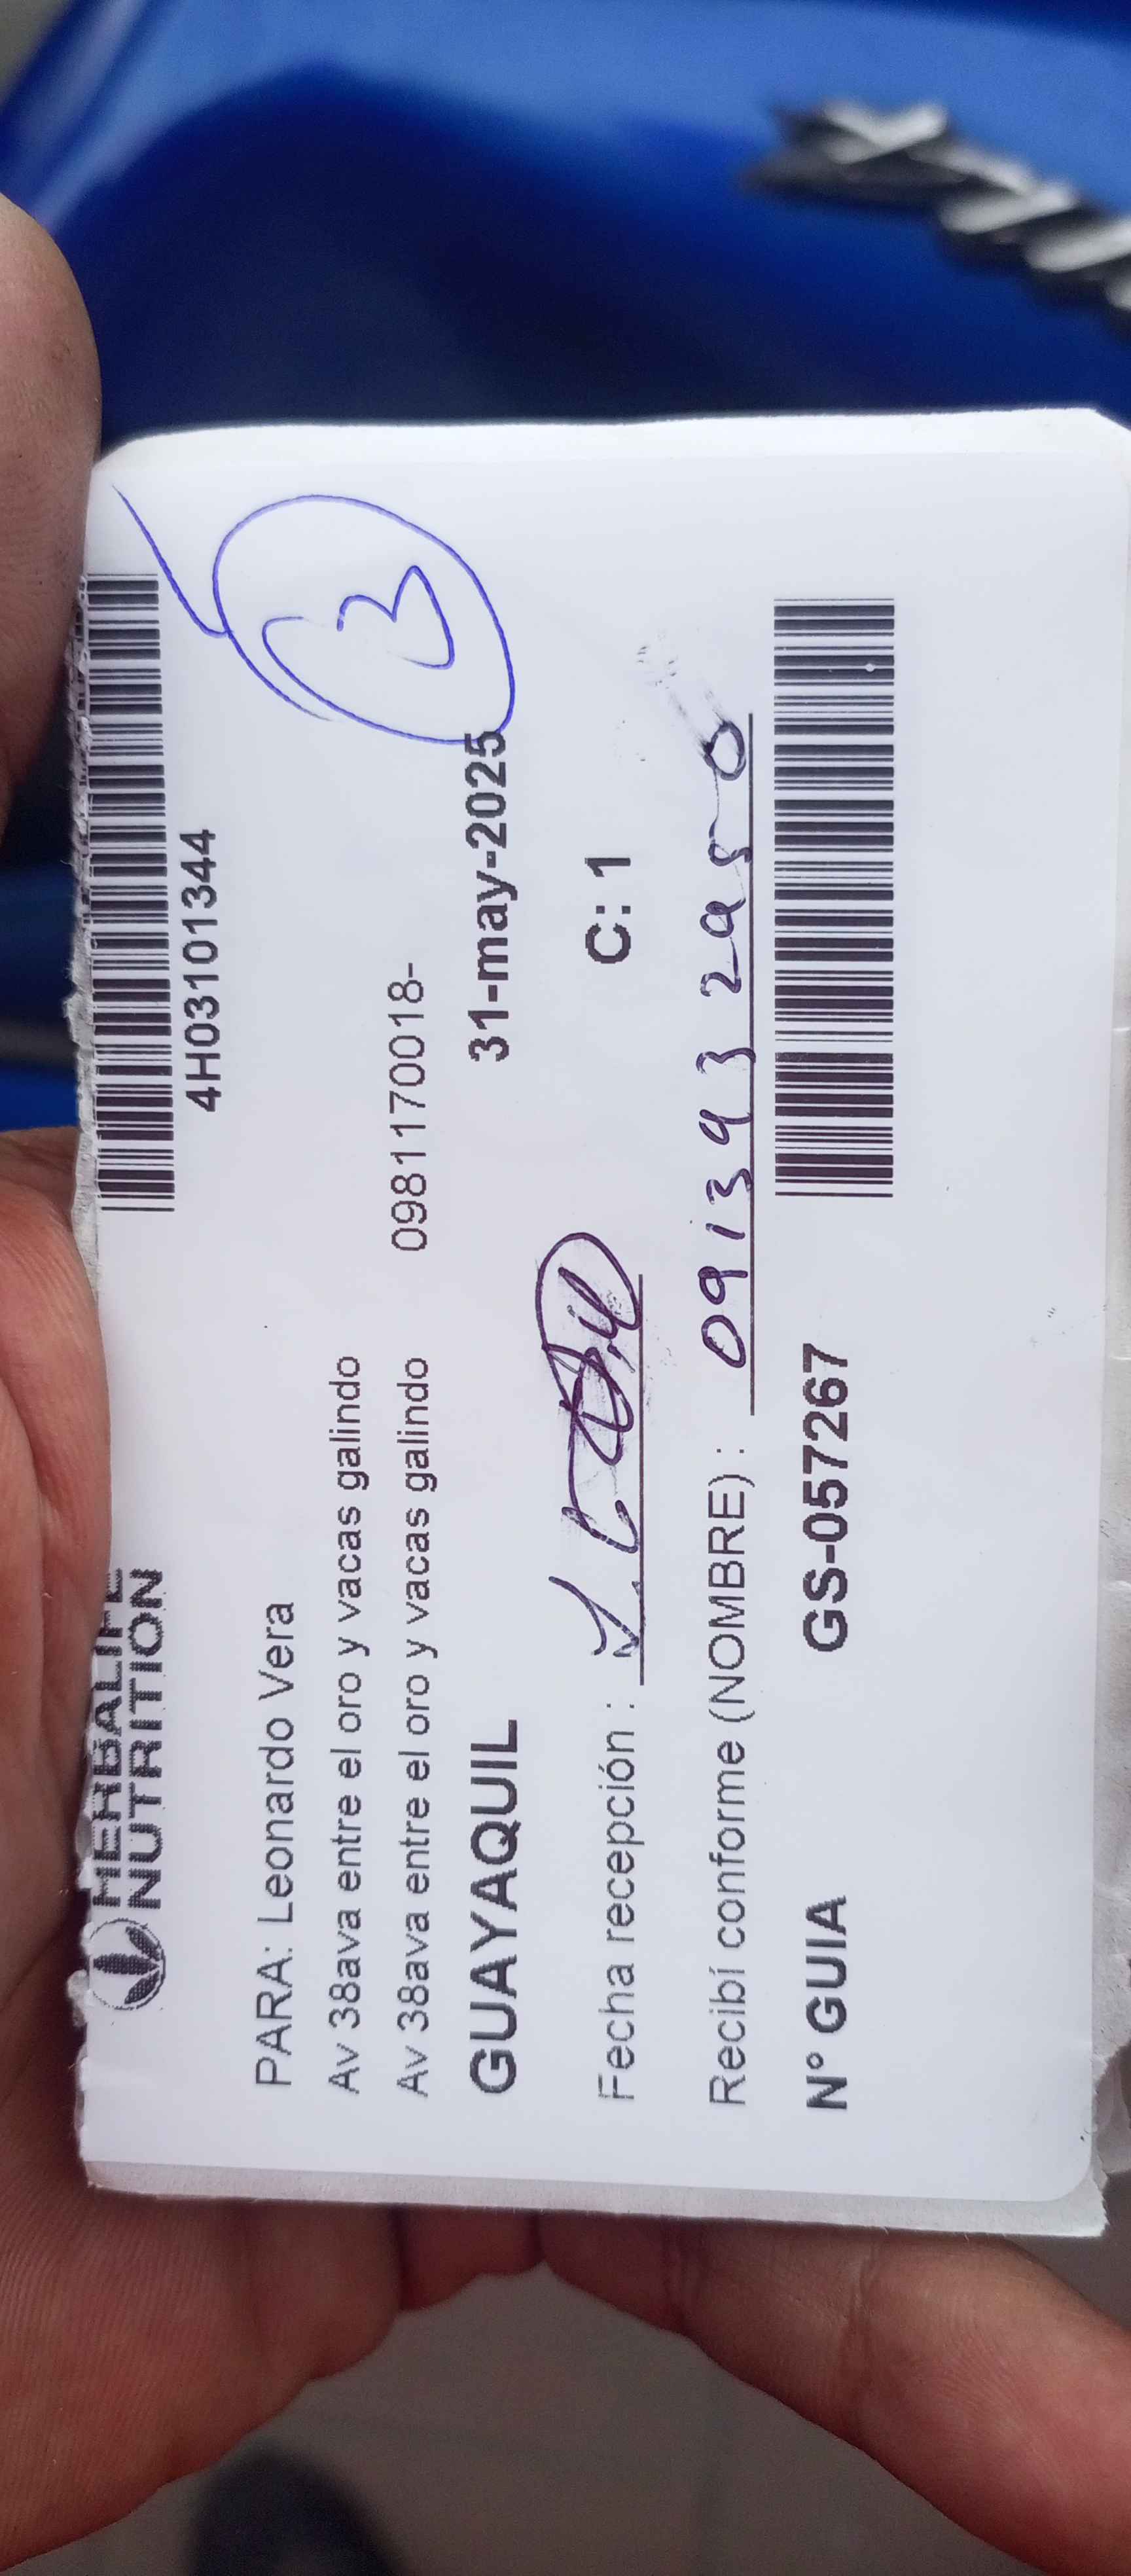 HERBALIFE
NUTRITION
4H03101344
PARA: Leonardo Vera
Av 38ava entre el oro y vacas galindo
Av 38ava entre el oro y vacas galindo 0981170018-
GUAYAQUIL 31-may-2025
3
Fecha recepción : C: 1
Recibí conforme (NOMBRE) : 0913932950
N° GUIA GS-057267